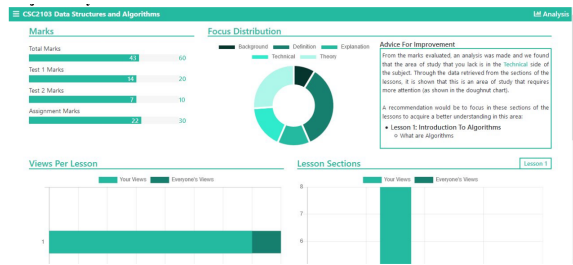 CSC2103 Data Structures and Algorithms
Analysis
Marks
Total Marks
43 60
Test 1 Marks
14 20
Test 2 Marks
7 10
Assignment Marks
22 30
Focus Distribution
Background Definition Explanation
Technical Theory
Advice For Improvement
From the marks evaluated, an analysis was made and we found
that the area of study that you lack is in the Technical side of
the subject. Through the data retrieved from the sections of the
lessons, it is shown that this is an area of study that requires
more attention (as shown in the doughnut chart).
A recommendation would be to focus in these sections of the
lessons to acquire a better understanding in this area:
Lesson 1: Introduction To Algorithms
What are Algorithms
Views Per Lesson
Your Views Everyone's Views
1
Lesson Sections
Lesson 1
Your Views Everyone's Views
8
7
6